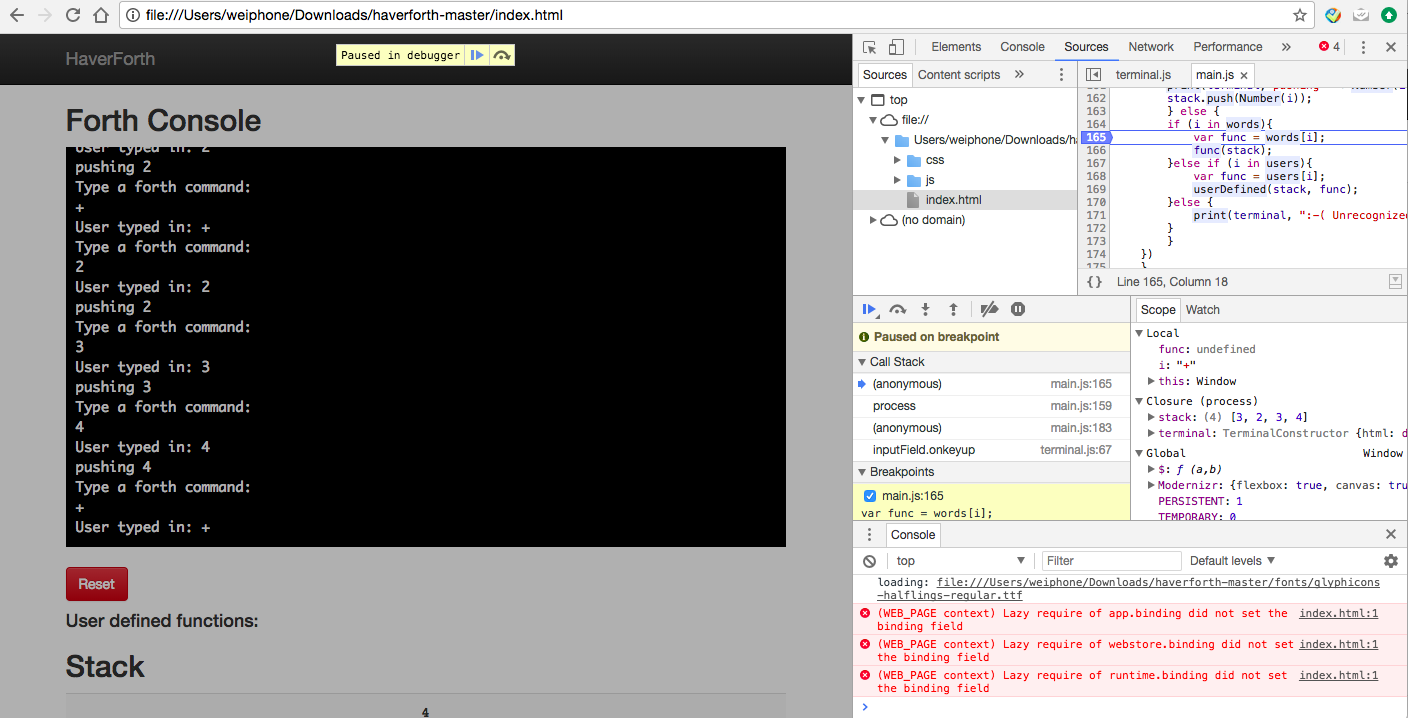 file:///Users/weiphone/Downloads/haverforth-master/index.html
HaverForth
Paused in debugger
Forth Console
User typed in: 2
pushing 2
Type a forth command:
+
User typed in: +
Type a forth command:
2
User typed in: 2
pushing 2
Type a forth command:
3
User typed in: 3
pushing 3
Type a forth command:
4
User typed in: 4
pushing 4
Type a forth command:
+
User typed in: +
Reset
User defined functions:
Stack
4
Elements Console Sources Network Performance » 4
Sources Content scripts »
top
file://
Users/weiphone/Downloads/ha
css
js
index.html
(no domain)
terminal.js main.js ×
162 stack.push(Number(i));
163 } else {
164 if (i in words){
165 var func = words[i];
166 func(stack);
167 }else if (i in users){
168 var func = users[i];
169 userDefined(stack, func);
170 }else {
171 print(terminal, ":-( Unrecognized
172 }
173 }
174 })
175 }
{} Line 165, Column 18
Paused on breakpoint
Call Stack
(anonymous) main.js:165
process main.js:159
(anonymous) main.js:183
inputField.onkeyup terminal.js:67
Breakpoints
main.js:165
var func = words[i];
Scope Watch
Local
func: undefined
i: "+"
this: Window
Closure (process)
stack: (4) [3, 2, 3, 4]
terminal: TerminalConstructor {html: d
Global Window
$: ƒ (a,b)
Modernizr: {flexbox: true, canvas: tru
PERSISTENT: 1
TEMPORARY: 0
Console
top Filter Default levels
loading: file:///Users/weiphone/Downloads/haverforth-master/fonts/glyphicons
-halflings-regular.ttf
(WEB_PAGE context) Lazy require of app.binding did not set the index.html:1
binding field
(WEB_PAGE context) Lazy require of webstore.binding did not set index.html:1
the binding field
(WEB_PAGE context) Lazy require of runtime.binding did not set index.html:1
the binding field